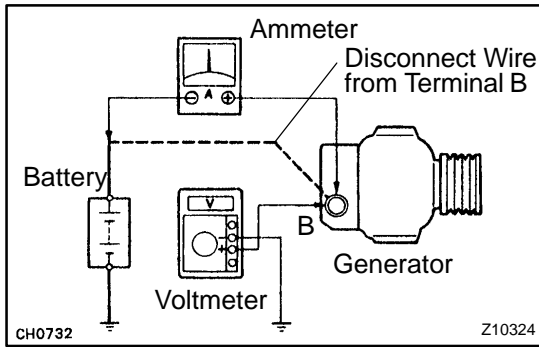 Ammeter
Disconnect Wire
from Terminal B
A
Battery
V
B
Generator
Voltmeter
CH0732
Z10324